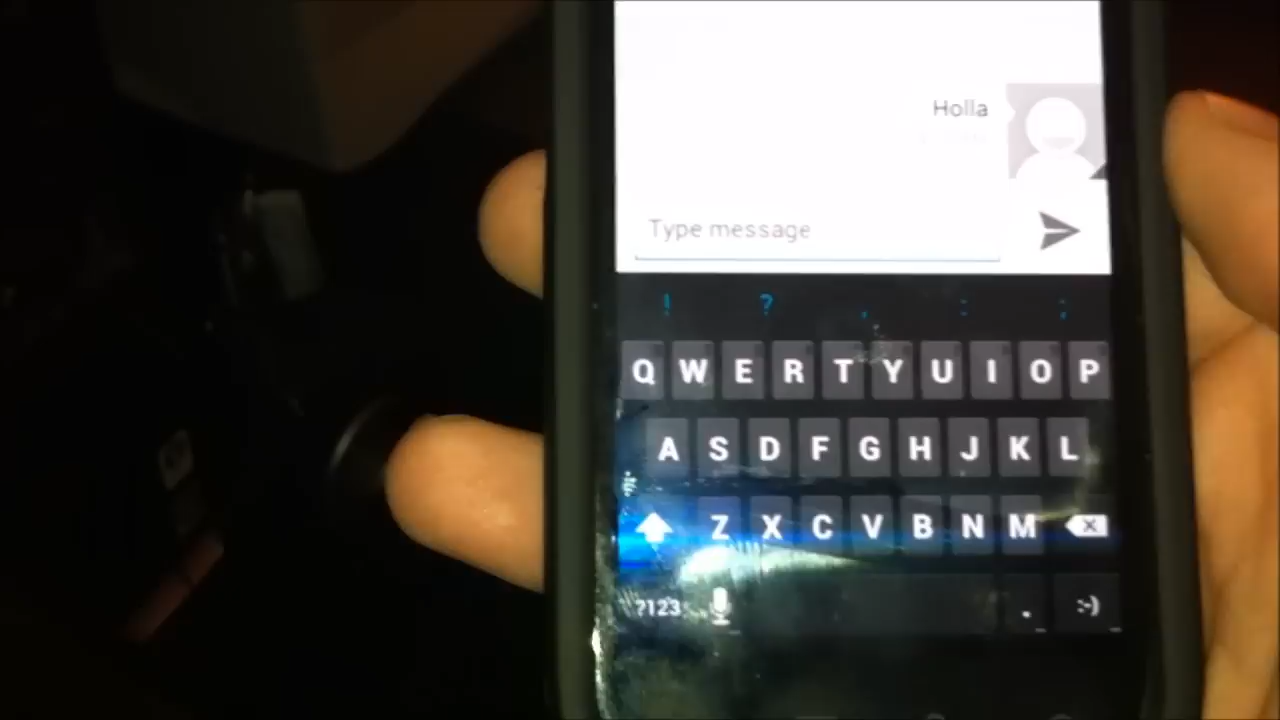 Holla
Type message
! ? , : ;
Q W E R T Y U I O P
A S D F G H J K L
Z X C V B N M
?123 . :-)